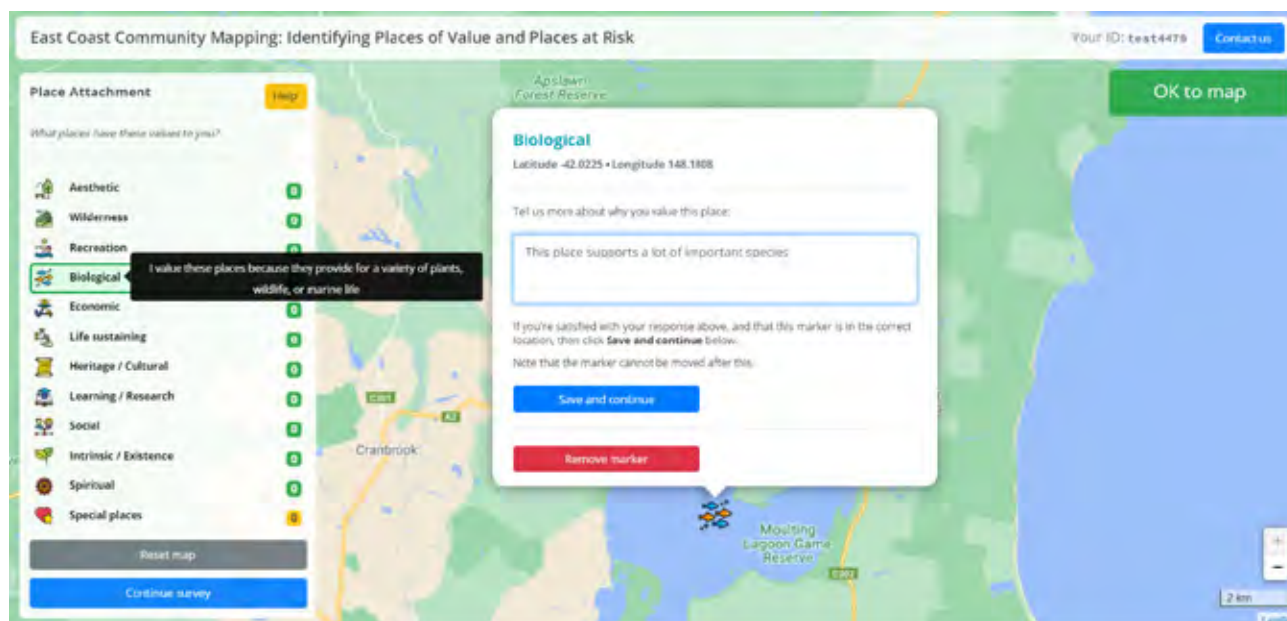 East Coast Community Mapping: Identifying Places of Value and Places at Risk
Your ID: test4479
Contact us
Place Attachment
Help
What places have these values to you?
Aesthetic 0
Wilderness 0
Recreation
Biological
I value these places because they provide for a variety of plants,
wildlife, or marine life
Economic 0
Life sustaining 0
Heritage / Cultural 0
Learning / Research 0
Social 0
Intrinsic / Existence 0
Spiritual 0
Special places 0
Reset map
Continue survey
Apslawn
Forest Reserve
OK to map
Biological
Latitude -42.0225 • Longitude 148.1808
Tell us more about why you value this place:
This place supports a lot of important species
If you're satisfied with your response above, and that this marker is in the correct
location, then click Save and continue below.
Note that the marker cannot be moved after this.
Save and continue
Remove marker
C301
A3
Cranbrook
Moulting
Lagoon Game
Reserve
C302
+
−
2 km